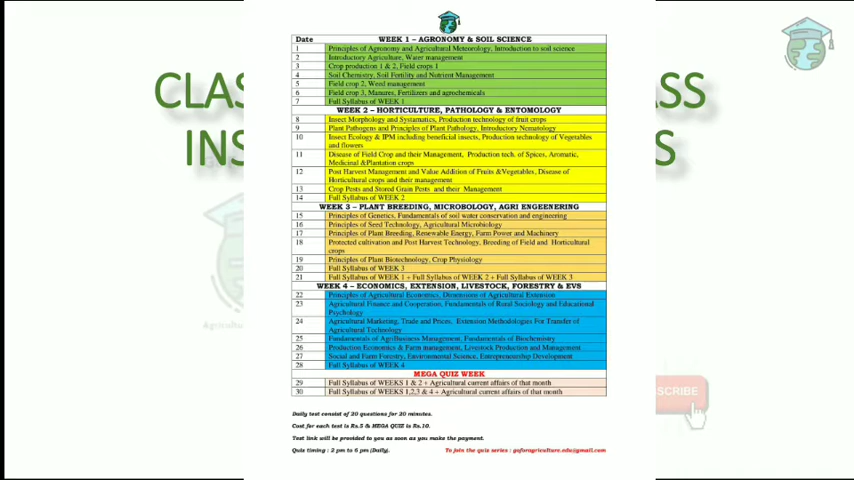 CLAS
ASS
INS
S
Date WEEK 1 – AGRONOMY & SOIL SCIENCE
1 Principles of Agronomy and Agricultural Meteorology, Introduction to soil science
2 Introductory Agriculture, Water management
3 Crop production 1 & 2, Field crops 1
4 Soil Chemistry, Soil Fertility and Nutrient Management
5 Field crop 2, Weed management
6 Field crop 3, Manures, Fertilizers and agrochemicals
7 Full Syllabus of WEEK 1
WEEK 2 – HORTICULTURE, PATHOLOGY & ENTOMOLOGY
8 Insect Morphology and Systamatics, Production technology of fruit crops
9 Plant Pathogens and Principles of Plant Pathology, Introductory Nematology
10 Insect Ecology & IPM including beneficial insects, Production technology of Vegetables
and flowers
11 Disease of Field Crop and their Management, Production tech. of Spices, Aromatic,
Medicinal &Plantation crops
12 Post Harvest Management and Value Addition of Fruits &Vegetables, Disease of
Horticultural crops and their management
13 Crop Pests and Stored Grain Pests and their Management
14 Full Syllabus of WEEK 2
WEEK 3 – PLANT BREEDING, MICROBIOLOGY, AGRI ENGEENERING
15 Principles of Genetics, Fundamentals of soil water conservation and engineering
16 Principles of Seed Technology, Agricultural Microbiology
17 Principles of Plant Breeding, Renewable Energy, Farm Power and Machinery
18 Protected cultivation and Post Harvest Technology, Breeding of Field and Horticultural
crops
19 Principles of Plant Biotechnology, Crop Physiology
20 Full Syllabus of WEEK 3
21 Full Syllabus of WEEK 1 + Full Syllabus of WEEK 2 + Full Syllabus of WEEK 3
WEEK 4 – ECONOMICS, EXTENSION, LIVESTOCK, FORESTRY & EVS
22 Principles of Agricultural Economics, Dimensions of Agricultural Extension
23 Agricultural Finance and Cooperation, Fundamentals of Rural Sociology and Educational
Psychology
24 Agricultural Marketing, Trade and Prices, Extension Methodologies For Transfer of
Agricultural Technology
25 Fundamentals of AgriBusiness Management, Fundamentals of Biochemistry
26 Production Economics & Farm management, Livestock Production and Management
27 Social and Farm Forestry, Environmental Science, Entrepreneurship Development
28 Full Syllabus of WEEK 4
MEGA QUIZ WEEK
29 Full Syllabus of WEEKS 1 & 2 + Agricultural current affairs of that month
30 Full Syllabus of WEEKS 1,2,3 & 4 + Agricultural current affairs of that month
Daily test consist of 20 questions for 20 minutes.
Cost for each test is Rs.5 & MEGA QUIZ is Rs.10.
Test link will be provided to you as soon as you make the payment.
Quiz timing : 2 pm to 6 pm (Daily). To join the quiz series : goforagriculture.edu@gmail.com
Agricultu
SCRIBE